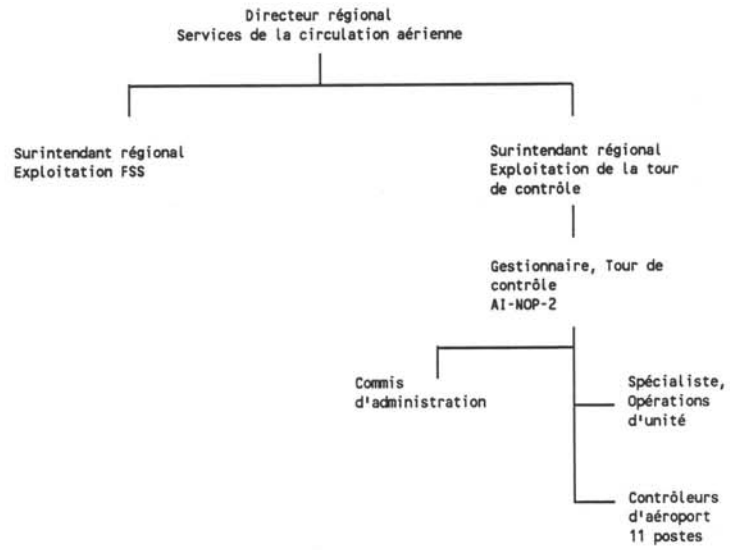 Directeur régional
Services de la circulation aérienne
Surintendant régional
Exploitation FSS
Surintendant régional
Exploitation de la tour
de contrôle
Gestionnaire, Tour de
contrôle
AI-NOP-2
Commis
d'administration
Spécialiste,
Opérations
d'unité
Contrôleurs
d'aéroport
11 postes